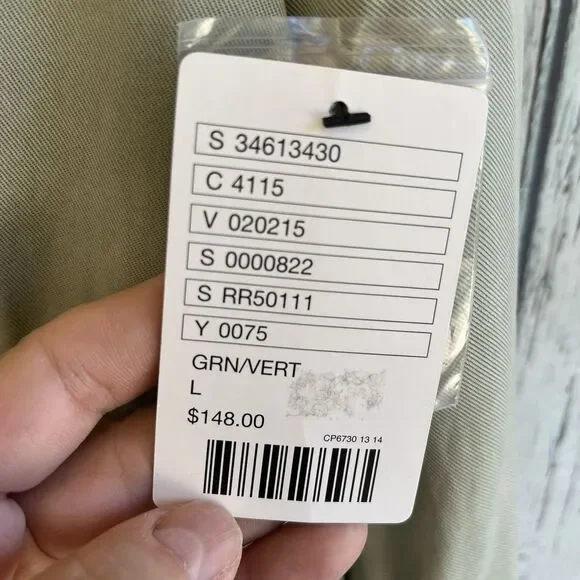 S 34613430
C 4115
V 020215
S 0000822
S RR50111
Y 0075
GRN/VERT
L
$148.00
CP6730 13 14